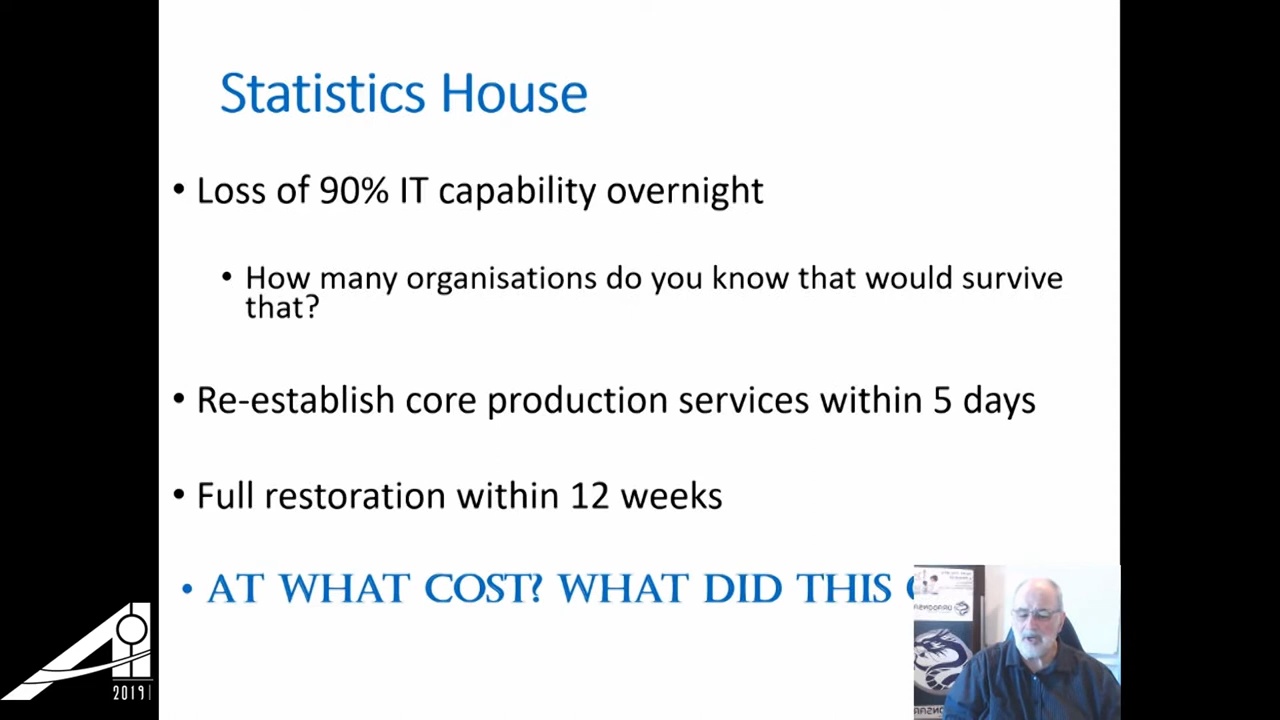 Statistics House
• Loss of 90% IT capability overnight
• How many organisations do you know that would survive
that?
• Re-establish core production services within 5 days
• Full restoration within 12 weeks
• AT WHAT COST? WHAT DID THIS
2019